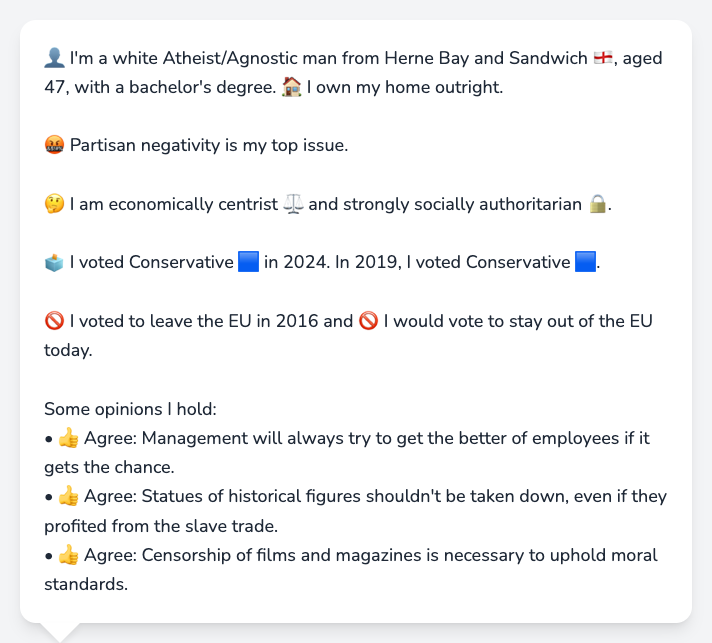 👤 I'm a white Atheist/Agnostic man from Herne Bay and Sandwich 🏴󠁧󠁢󠁥󠁮󠁧󠁿, aged
47, with a bachelor's degree. 🏠 I own my home outright.
🤬 Partisan negativity is my top issue.
🤔 I am economically centrist ⚖️ and strongly socially authoritarian 🔒.
🗳️ I voted Conservative 🟦 in 2024. In 2019, I voted Conservative 🟦.
🚫 I voted to leave the EU in 2016 and 🚫 I would vote to stay out of the EU
today.
Some opinions I hold:
• 👍 Agree: Management will always try to get the better of employees if it
gets the chance.
• 👍 Agree: Statues of historical figures shouldn't be taken down, even if they
profited from the slave trade.
• 👍 Agree: Censorship of films and magazines is necessary to uphold moral
standards.